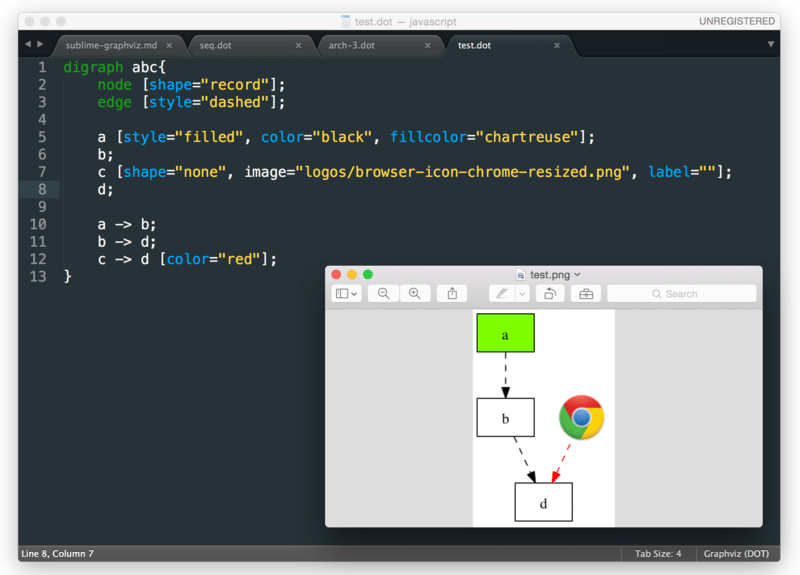 test.dot — javascript
UNREGISTERED
sublime-graphviz.md × seq.dot × arch-3.dot × test.dot ×
1 digraph abc{
2 node [shape="record"];
3 edge [style="dashed"];
4
5 a [style="filled", color="black", fillcolor="chartreuse"];
6 b;
7 c [shape="none", image="logos/browser-icon-chrome-resized.png", label=""];
8 d;
9
10 a -> b;
11 b -> d;
12 c -> d [color="red"];
13 }
test.png
Search
a
b
d
Line 8, Column 7
Tab Size: 4
Graphviz (DOT)